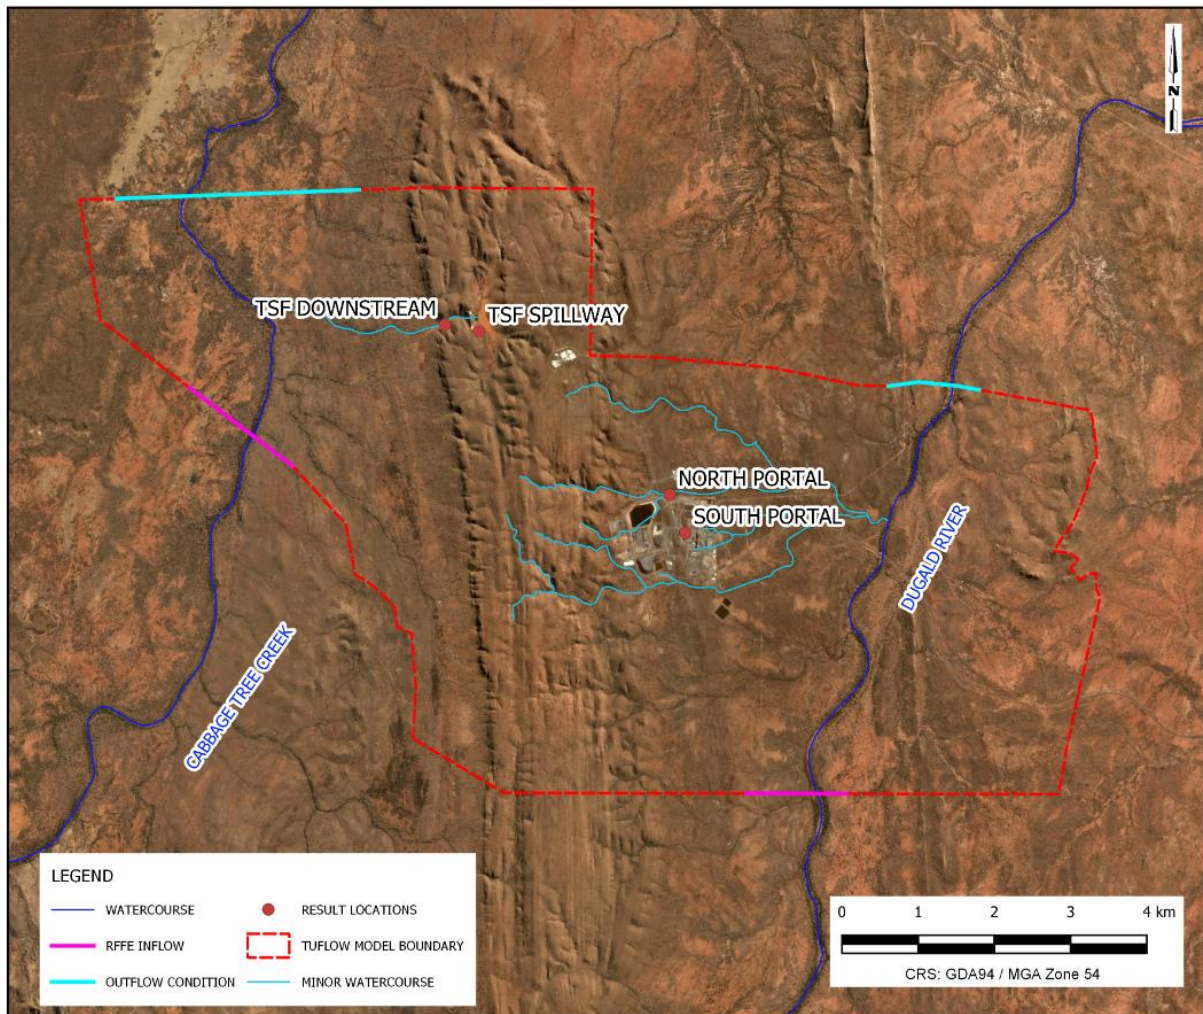 N
TSF DOWNSTREAM
TSF SPILLWAY
NORTH PORTAL
SOUTH PORTAL
DUGALD RIVER
CABBAGE TREE CREEK
LEGEND
WATERCOURSE
RESULT LOCATIONS
RFFE INFLOW
TUFLOW MODEL BOUNDARY
OUTFLOW CONDITION
MINOR WATERCOURSE
0 1 2 3 4 km
CRS: GDA94 / MGA Zone 54